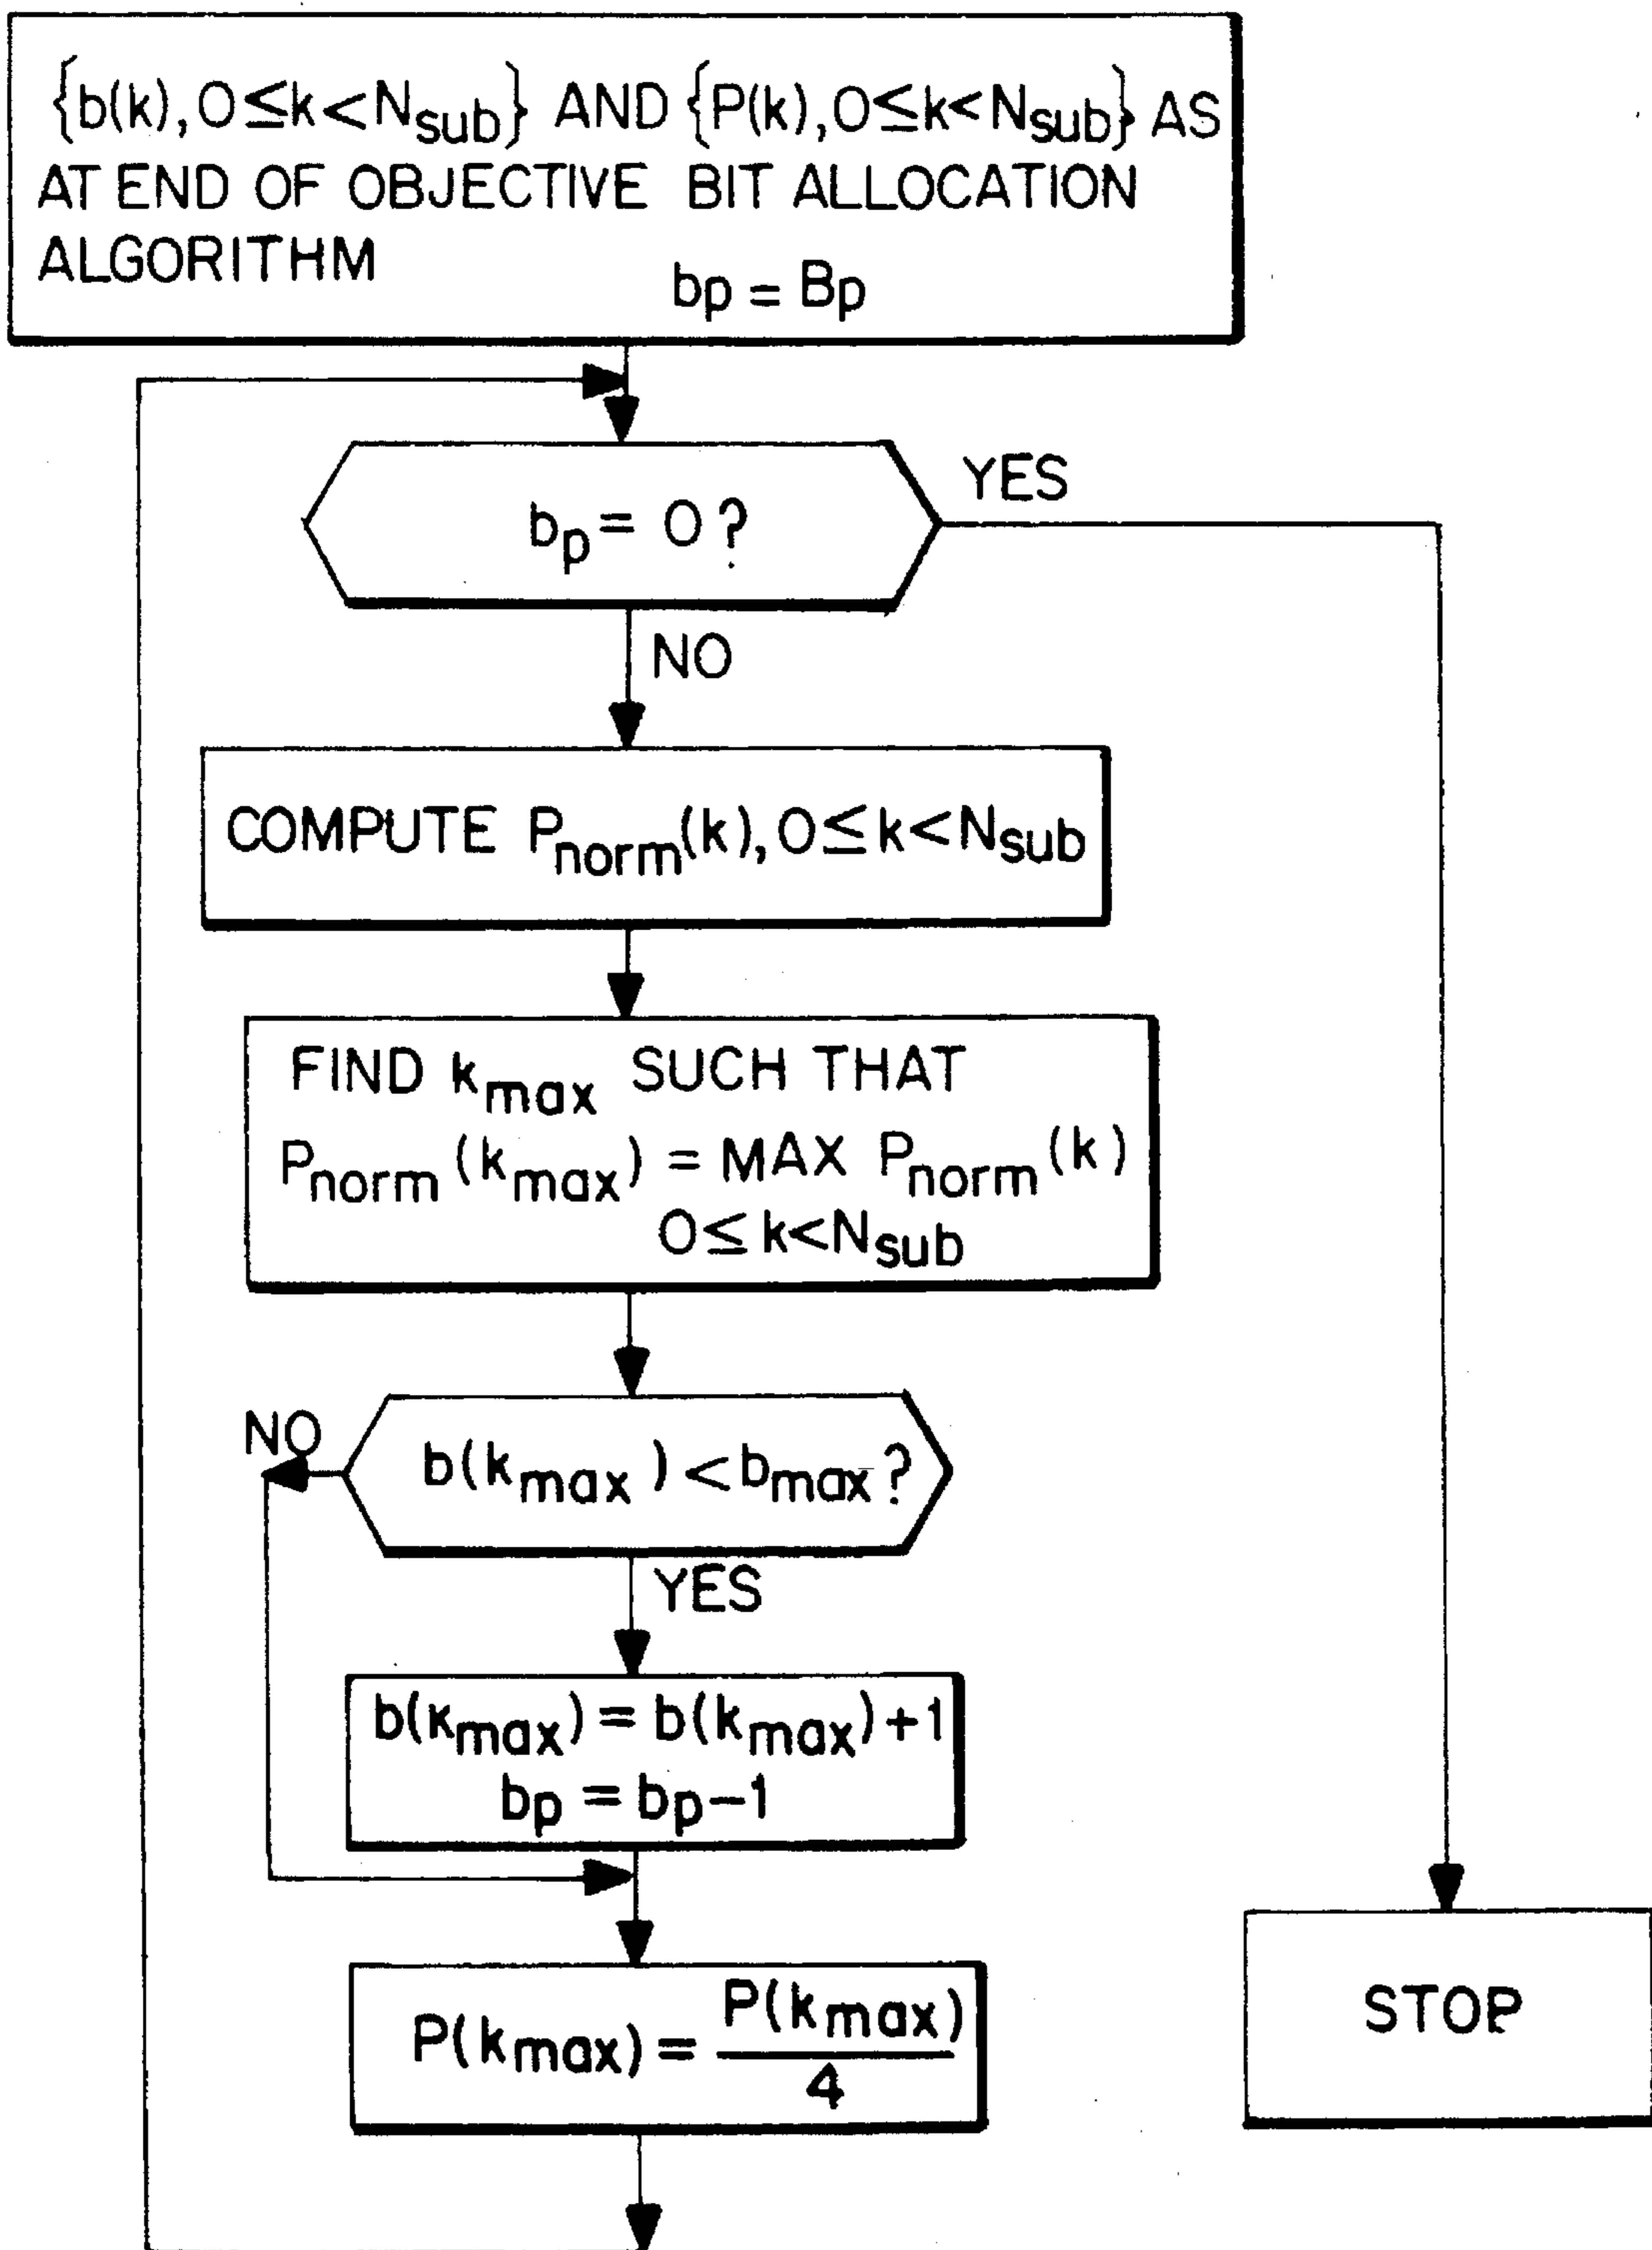 {b(k), 0≤k<Nsub} AND {P(k), 0≤k<Nsub} AS
AT END OF OBJECTIVE BIT ALLOCATION
ALGORITHM
bp = Bp
bp = 0?
YES
NO
COMPUTE Pnorm(k), 0≤k<Nsub
FIND kmax SUCH THAT
Pnorm(kmax) = MAX Pnorm(k)
0≤k<Nsub
NO
b(kmax) < bmax?
YES
b(kmax) = b(kmax)+1
bp = bp-1
P(kmax) = P(kmax)/4
STOP